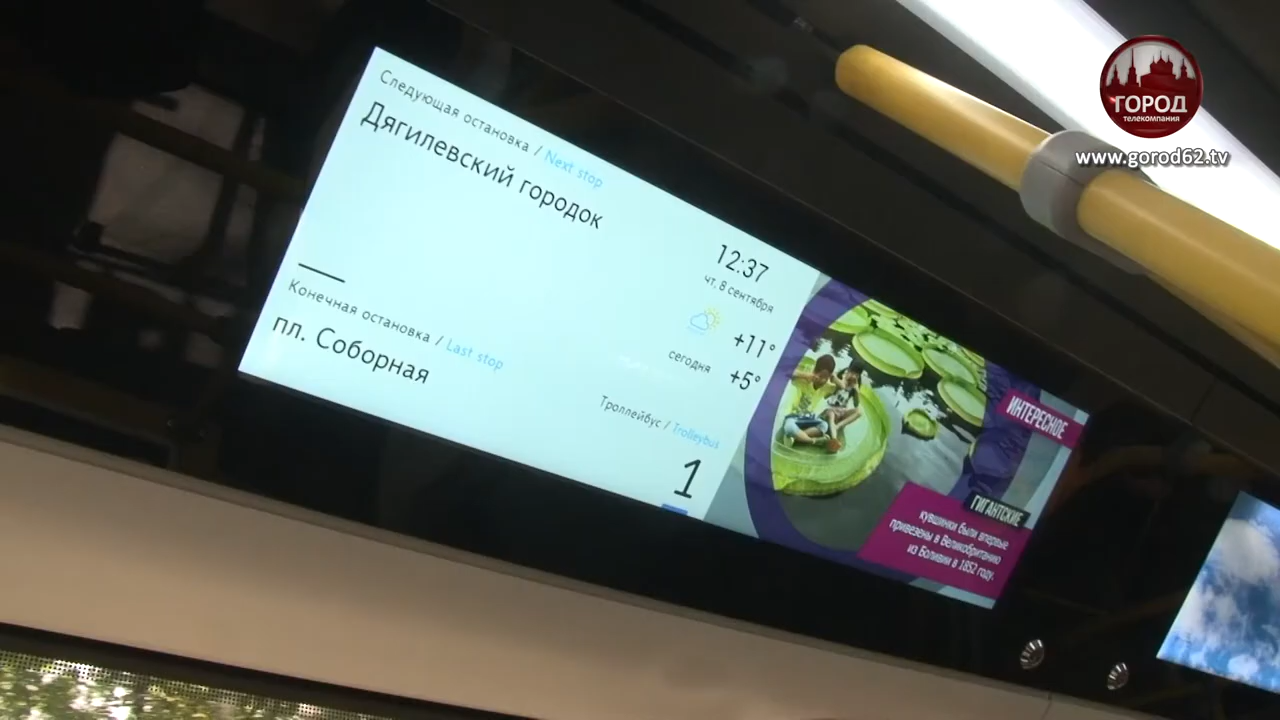 Следующая остановка / Next stop
Дягилевский городок
12:37
чт, 8 сентября
+11°
сегодня
+5°
Конечная остановка / Last stop
пл. Соборная
Троллейбус / Trolleybus
1
ИНТЕРЕСНОЕ
ГИГАНТСКИЕ
кувшинки были впервые
привезены в Великобританию
из Боливии в 1852 году.
ГОРОД
телекомпания
www.gorod62.tv